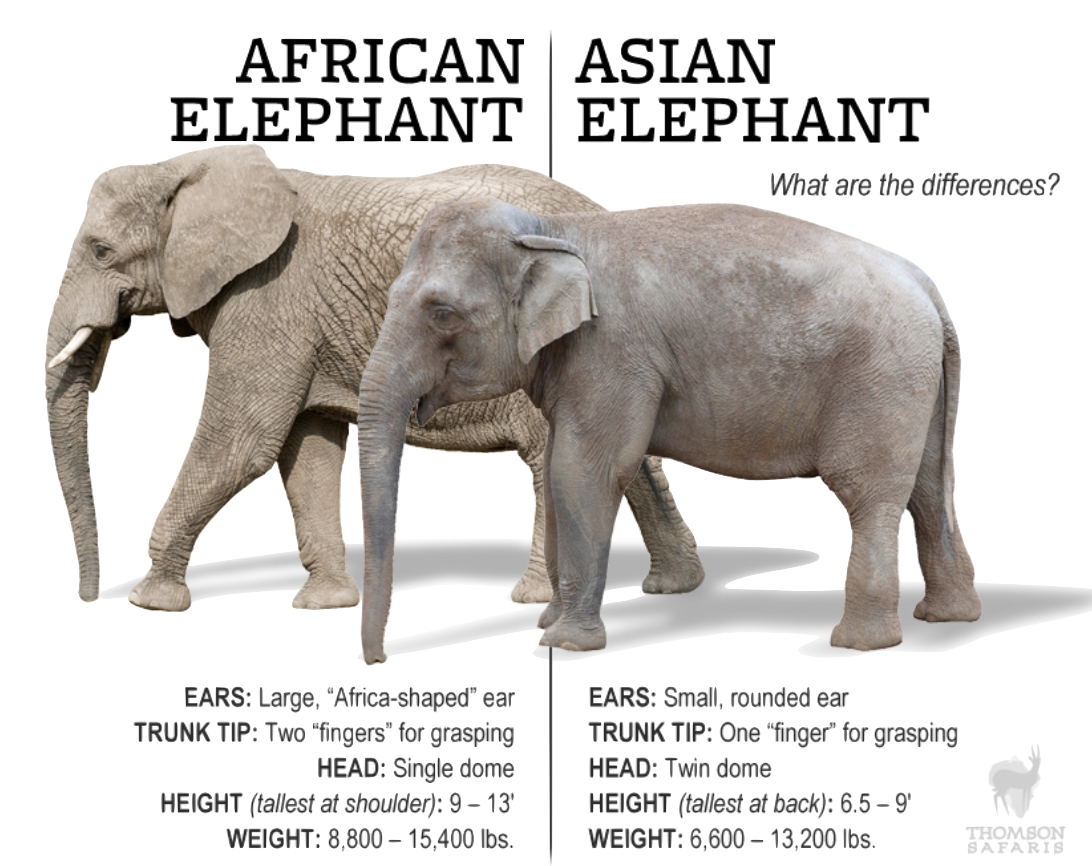 AFRICAN
ELEPHANT
ASIAN
ELEPHANT
What are the differences?
EARS: Large, “Africa-shaped” ear
TRUNK TIP: Two “fingers” for grasping
HEAD: Single dome
HEIGHT (tallest at shoulder): 9 – 13'
WEIGHT: 8,800 – 15,400 lbs.
EARS: Small, rounded ear
TRUNK TIP: One “finger” for grasping
HEAD: Twin dome
HEIGHT (tallest at back): 6.5 – 9'
WEIGHT: 6,600 – 13,200 lbs.
THOMSON
SAFARIS